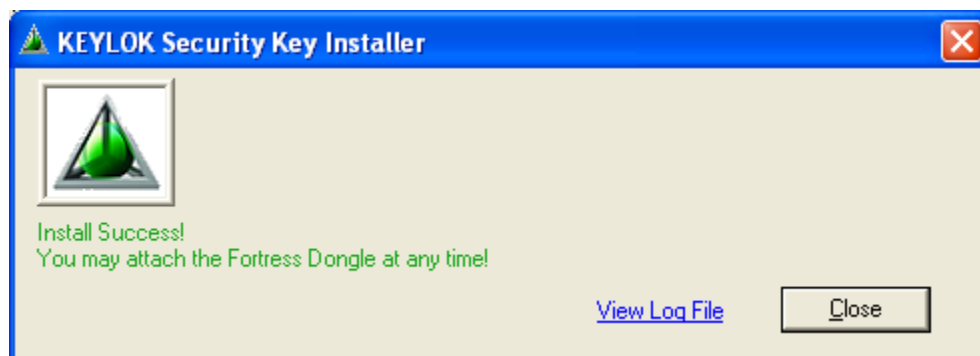 KEYLOK Security Key Installer
Install Success!
You may attach the Fortress Dongle at any time!
View Log File
Close